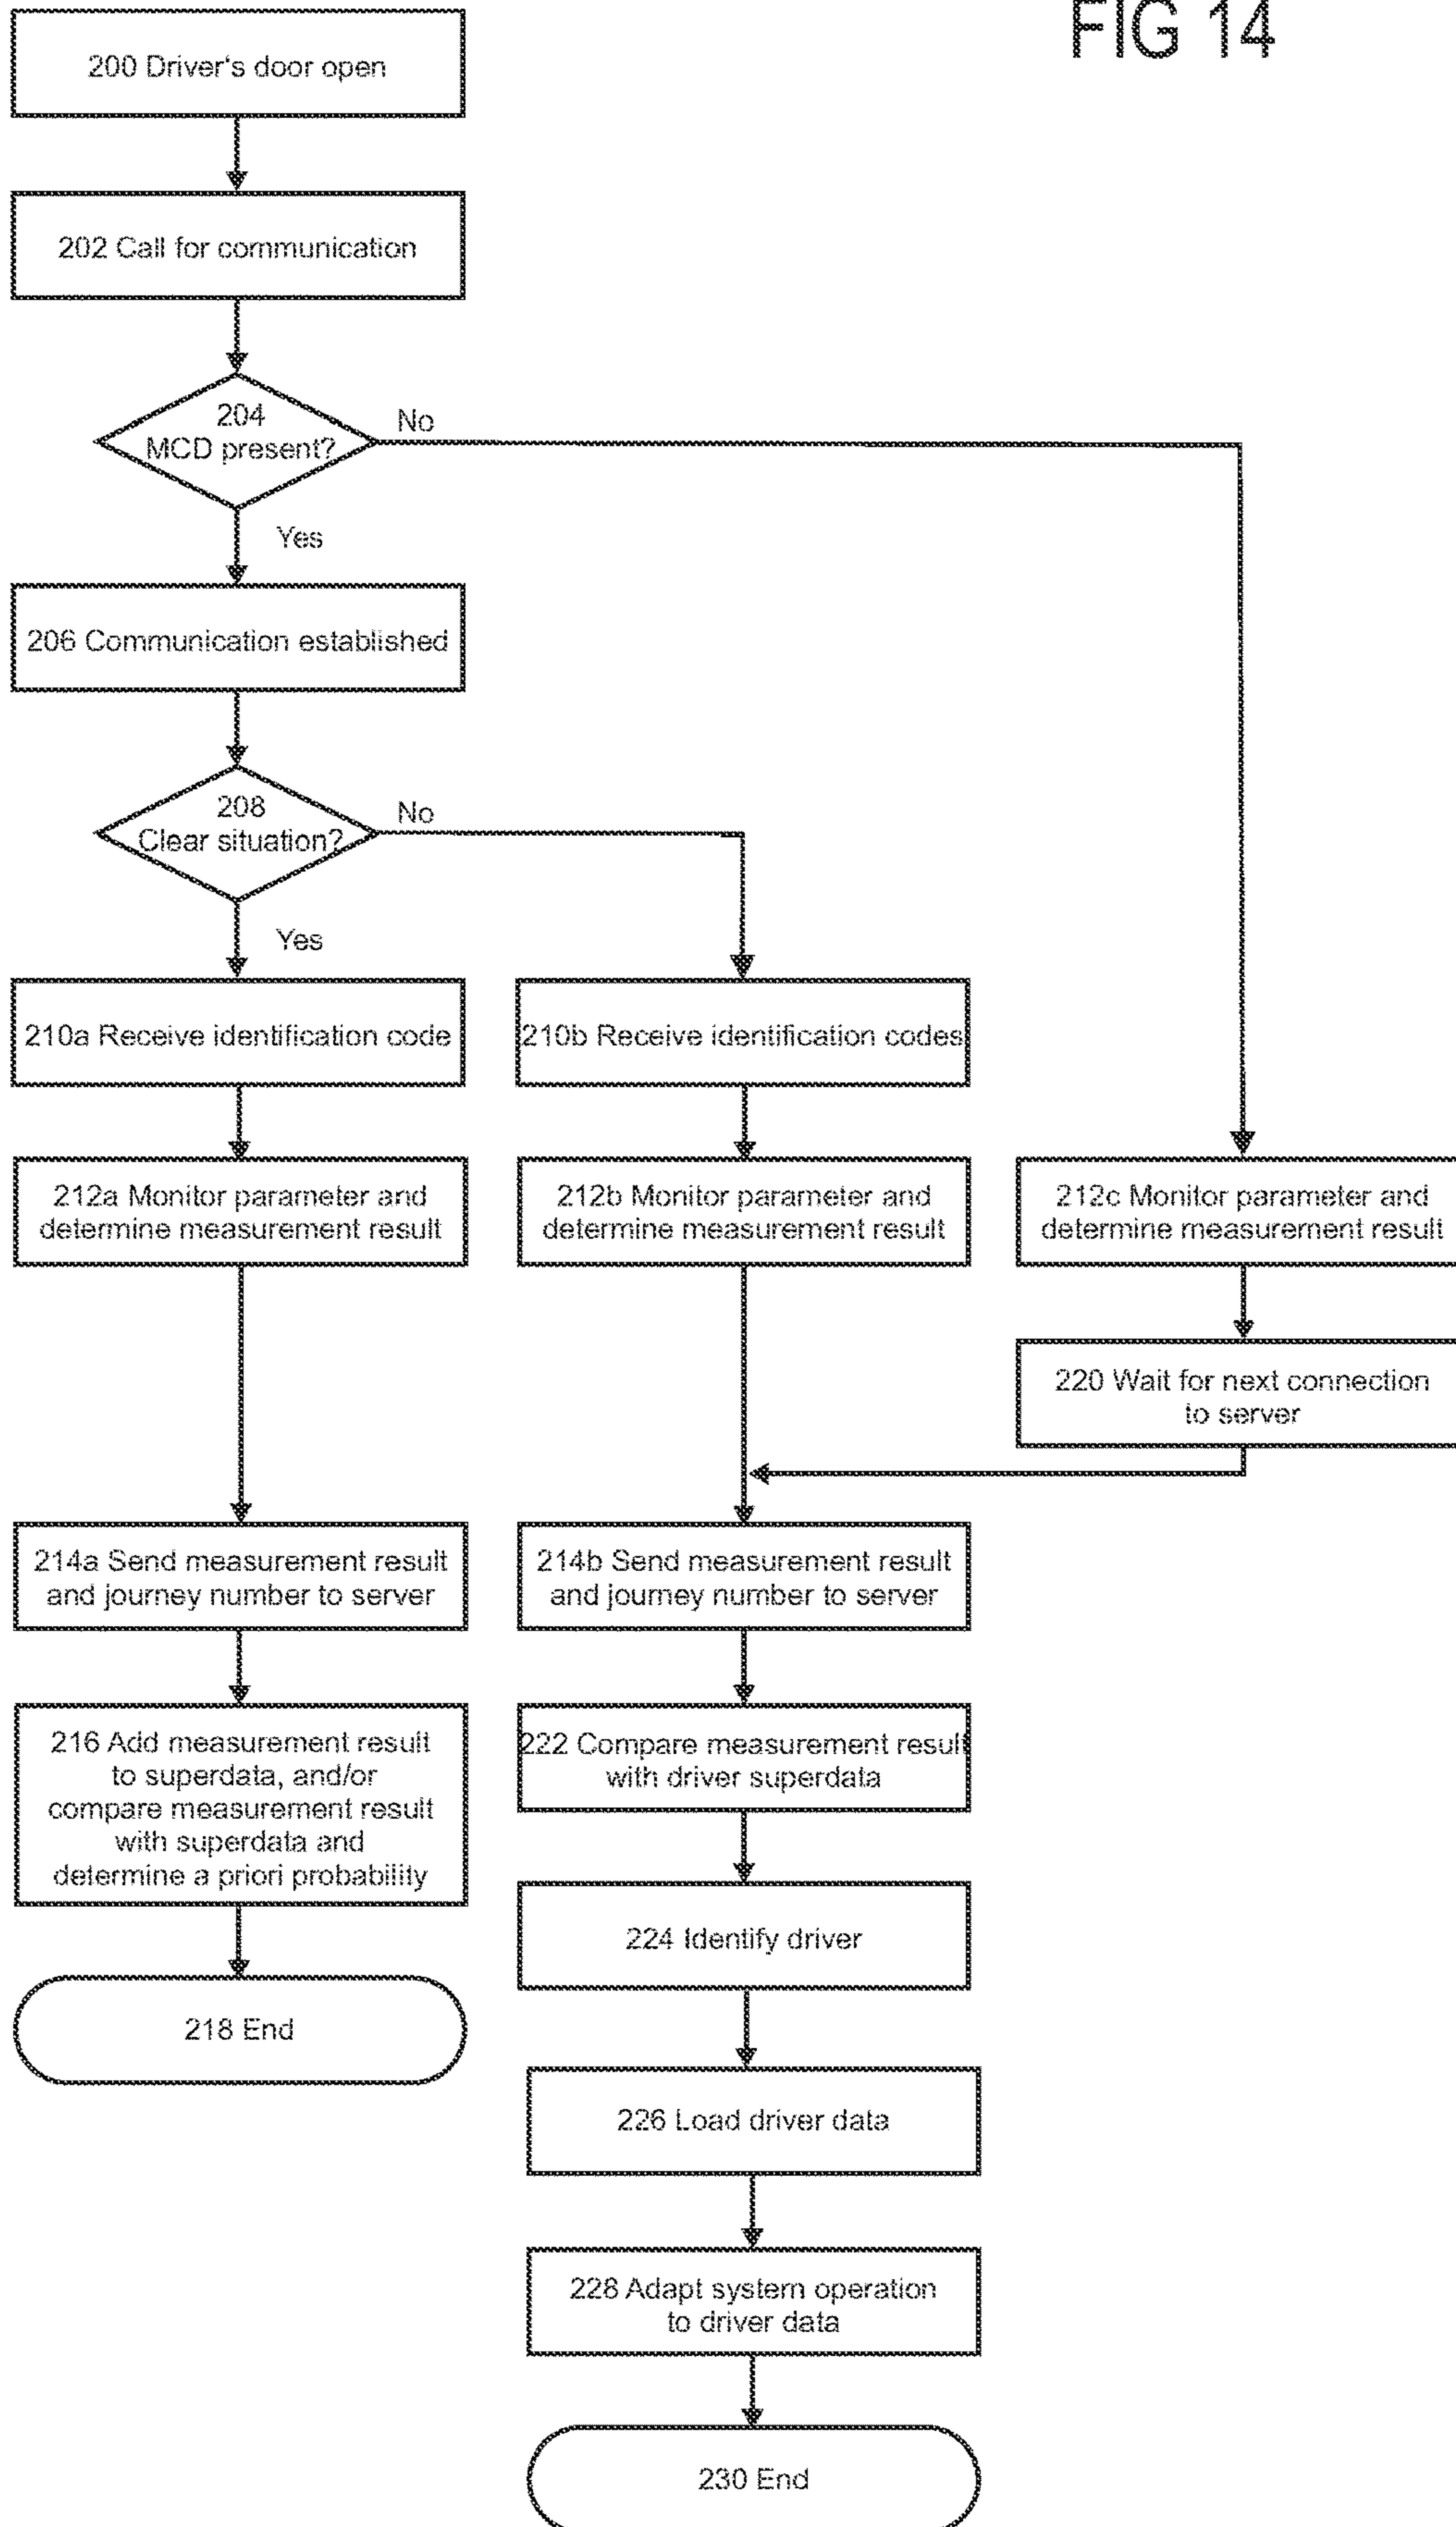 FIG 14
200 Driver's door open
202 Call for communication
204
MCD present?
No
Yes
206 Communication established
208
Clear situation?
No
Yes
210a Receive identification code
210b Receive identification codes
212a Monitor parameter and
determine measurement result
212b Monitor parameter and
determine measurement result
212c Monitor parameter and
determine measurement result
220 Wait for next connection
to server
214a Send measurement result
and journey number to server
214b Send measurement result
and journey number to server
216 Add measurement result
to superdata, and/or
compare measurement result
with superdata and
determine a priori probability
222 Compare measurement result
with driver superdata
224 Identify driver
218 End
226 Load driver data
228 Adapt system operation
to driver data
230 End